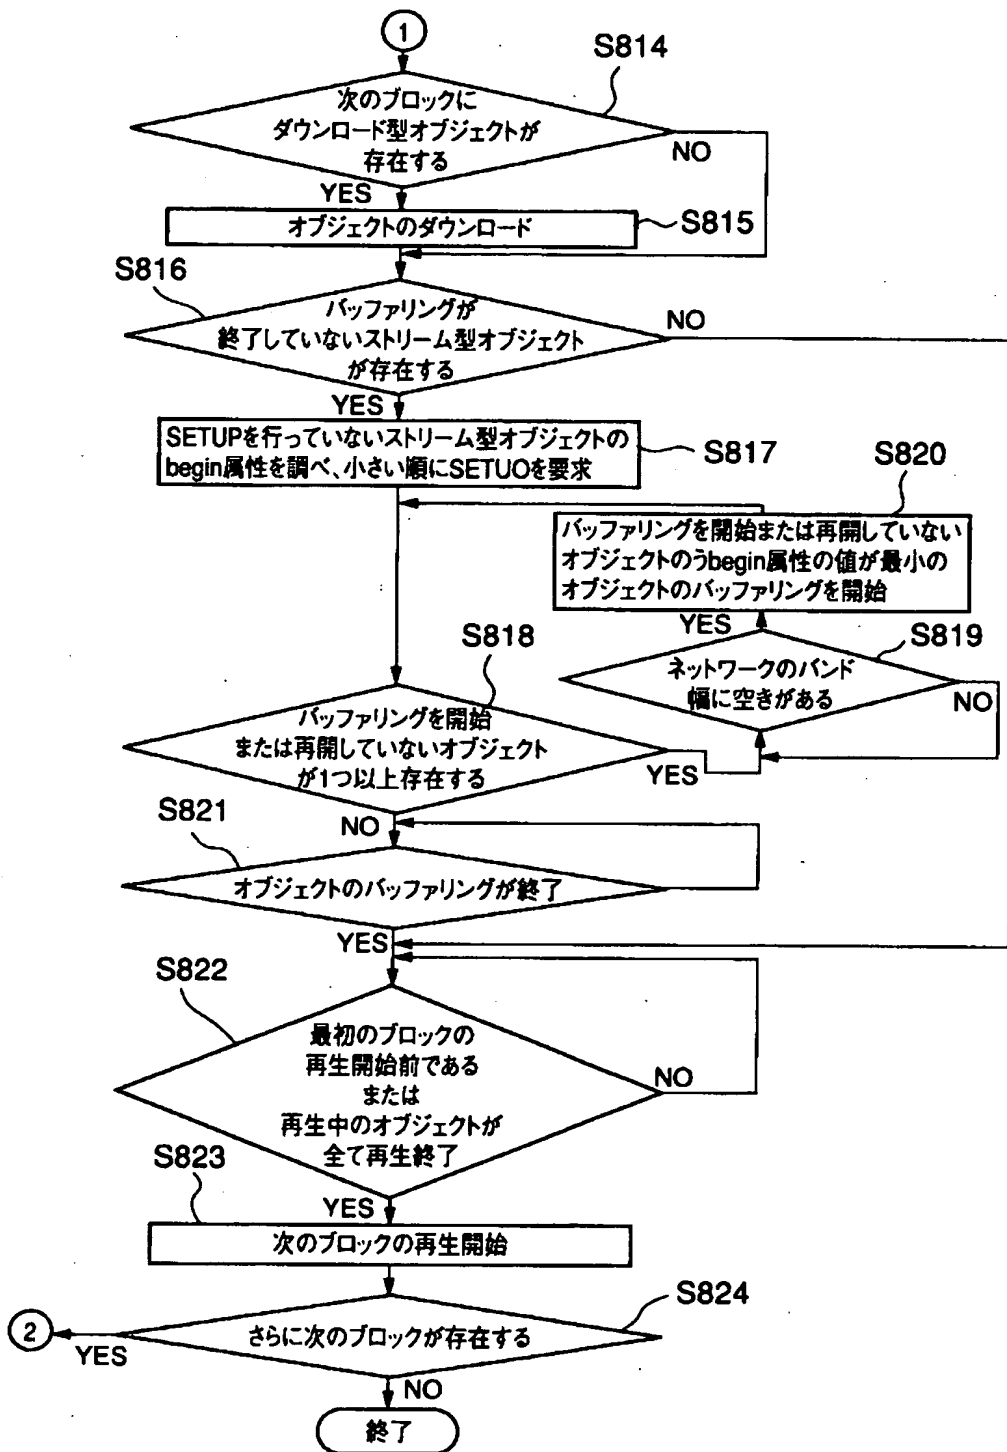 1
S814
次のブロックに
ダウンロード型オブジェクトが
存在する
NO
YES
オブジェクトのダウンロード
S815
S816
バッファリングが
終了していないストリーム型オブジェクト
が存在する
NO
YES
SETUPを行っていないストリーム型オブジェクトの
begin属性を調べ、小さい順にSETUOを要求
S817
S820
バッファリングを開始または再開していない
オブジェクトのうbegin属性の値が最小の
オブジェクトのバッファリングを開始
YES
S819
ネットワークのバンド
幅に空きがある
NO
S818
バッファリングを開始
または再開していないオブジェクト
が1つ以上存在する
YES
NO
S821
オブジェクトのバッファリングが終了
YES
S822
最初のブロックの
再生開始前である
または
再生中のオブジェクトが
全て再生終了
NO
YES
S823
次のブロックの再生開始
S824
さらに次のブロックが存在する
2
YES
NO
終了